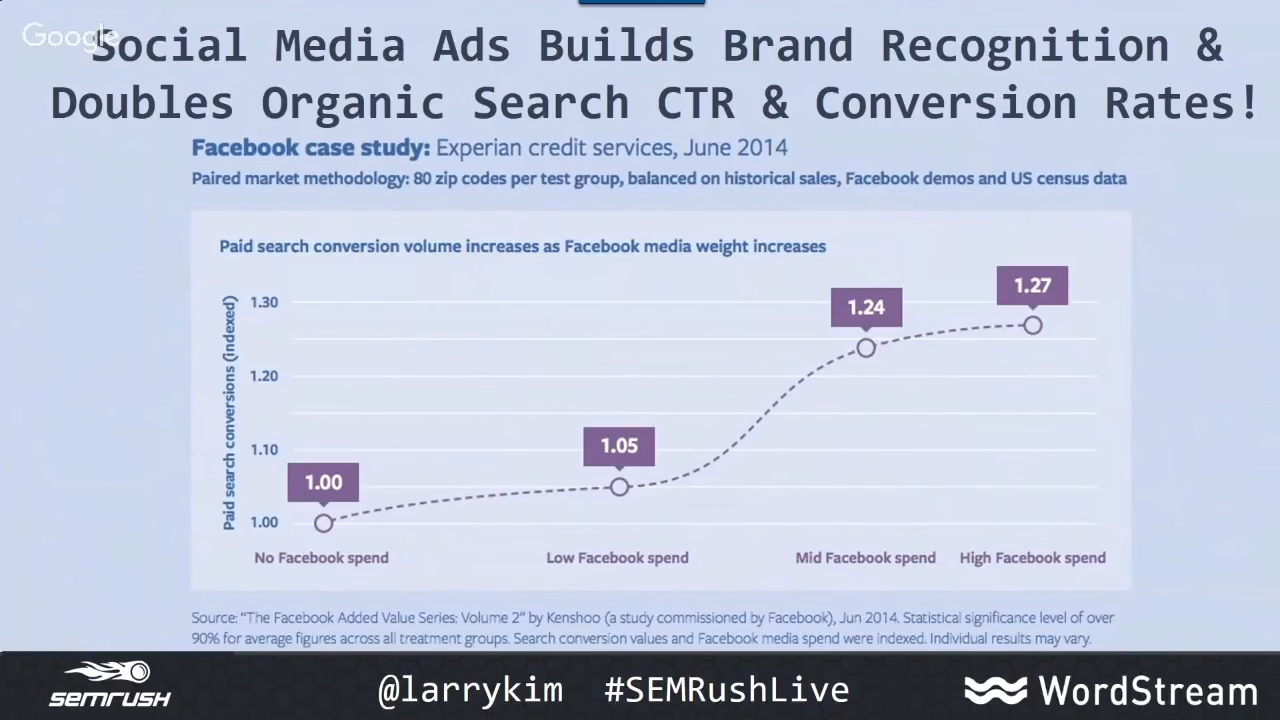 Google
Social Media Ads Builds Brand Recognition &
Doubles Organic Search CTR & Conversion Rates!
Facebook case study: Experian credit services, June 2014
Paired market methodology: 80 zip codes per test group, balanced on historical sales, Facebook demos and US census data
Paid search conversion volume increases as Facebook media weight increases
Paid search conversions (indexed)
1.30
1.20
1.10
1.00
1.00
1.05
1.24
1.27
No Facebook spend
Low Facebook spend
Mid Facebook spend
High Facebook spend
Source: “The Facebook Added Value Series: Volume 2” by Kenshoo (a study commissioned by Facebook), Jun 2014. Statistical significance level of over
90% for average figures across all treatment groups. Search conversion values and Facebook media spend were indexed. Individual results may vary.
SEMRUSH
@larrykim #SEMRushLive
WordStream